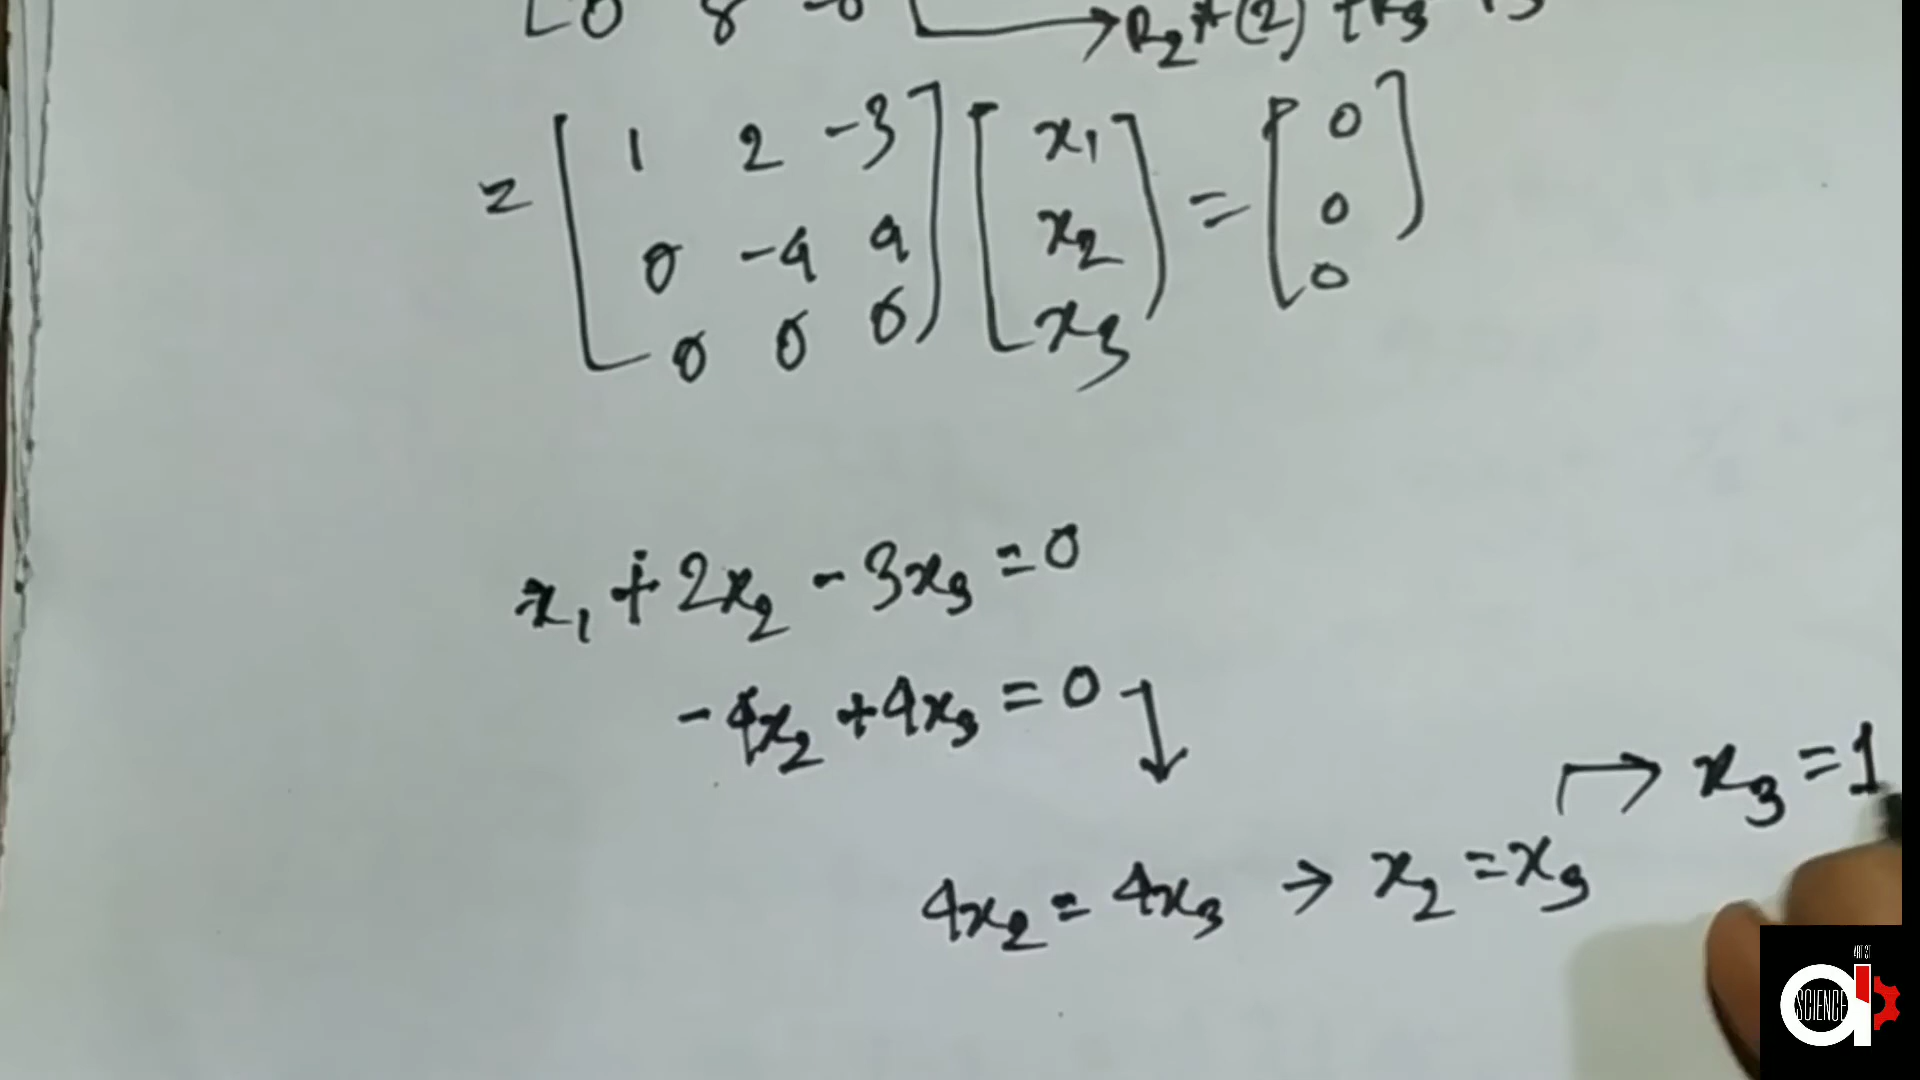 = [ 1 2 -3 ] [ x1 ] = [ 0 ]
0 -4 4 x2 0
0 0 0 x3 0
x1 + 2x2 - 3x3 = 0
-4x2 + 4x3 = 0
x3 = 1
4x2 = 4x3 → x2 = x3
SCIENCE